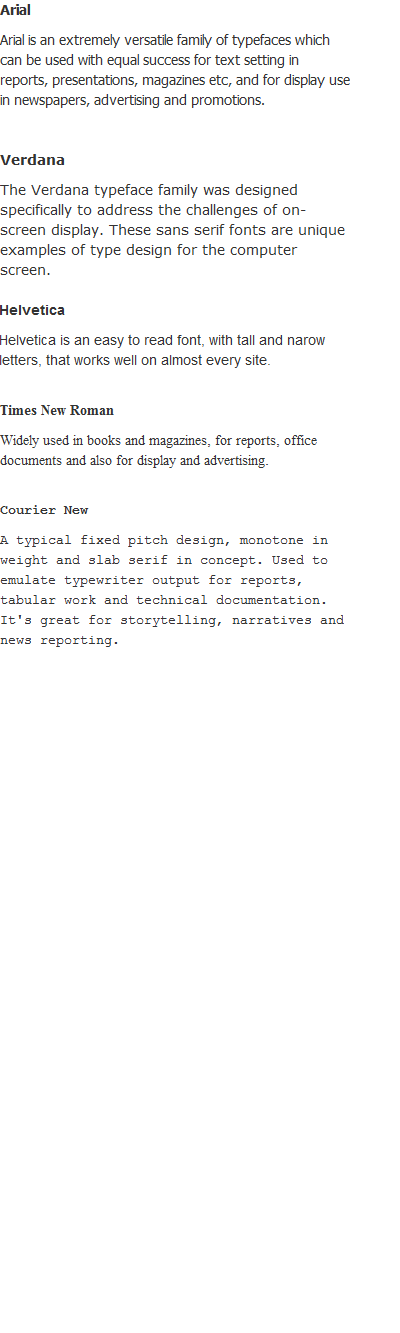 Arial
Arial is an extremely versatile family of typefaces which
can be used with equal success for text setting in
reports, presentations, magazines etc, and for display use
in newspapers, advertising and promotions.
Verdana
The Verdana typeface family was designed
specifically to address the challenges of on-
screen display. These sans serif fonts are unique
examples of type design for the computer
screen.
Helvetica
Helvetica is an easy to read font, with tall and narow
letters, that works well on almost every site.
Times New Roman
Widely used in books and magazines, for reports, office
documents and also for display and advertising.
Courier New
A typical fixed pitch design, monotone in
weight and slab serif in concept. Used to
emulate typewriter output for reports,
tabular work and technical documentation.
It's great for storytelling, narratives and
news reporting.